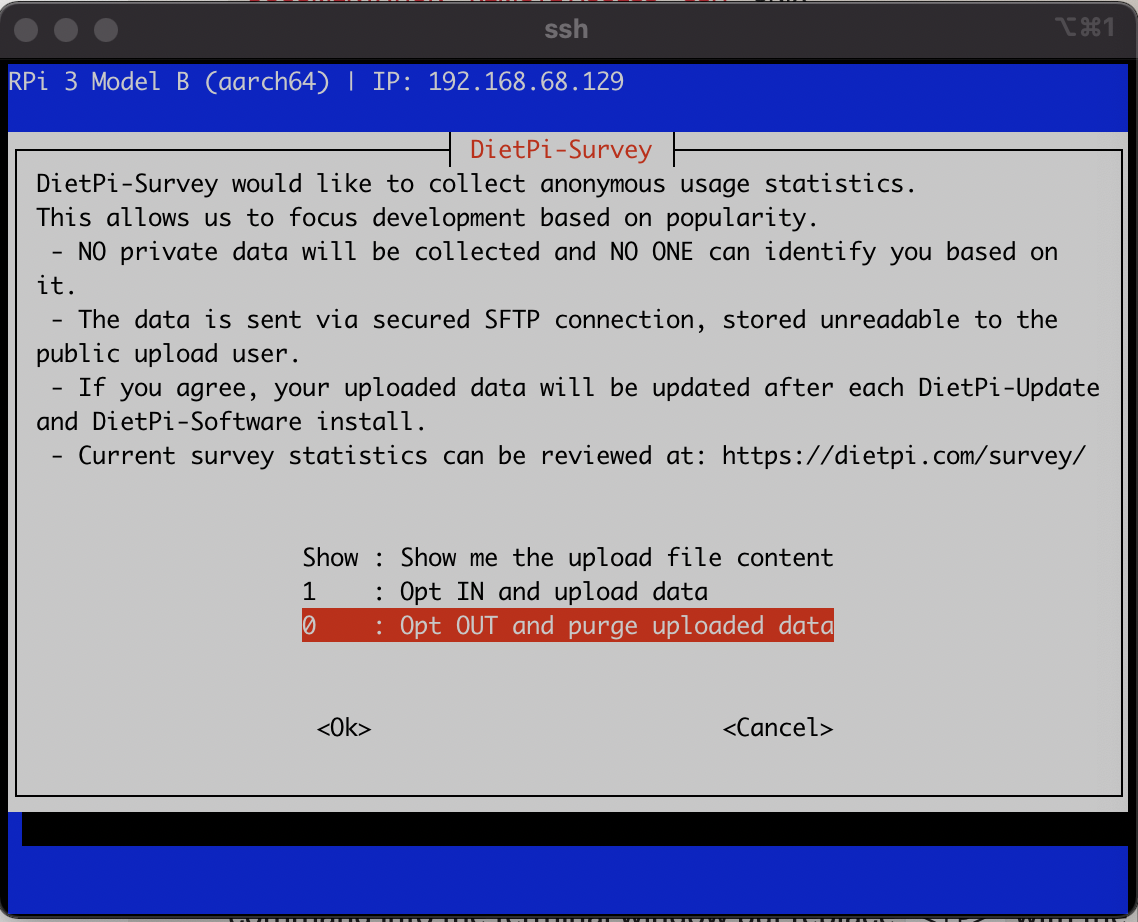 ssh
⌥⌘1
RPi 3 Model B (aarch64) | IP: 192.168.68.129
DietPi-Survey
DietPi-Survey would like to collect anonymous usage statistics.
This allows us to focus development based on popularity.
- NO private data will be collected and NO ONE can identify you based on
it.
- The data is sent via secured SFTP connection, stored unreadable to the
public upload user.
- If you agree, your uploaded data will be updated after each DietPi-Update
and DietPi-Software install.
- Current survey statistics can be reviewed at: https://dietpi.com/survey/
Show : Show me the upload file content
1 : Opt IN and upload data
0 : Opt OUT and purge uploaded data
<Ok> <Cancel>